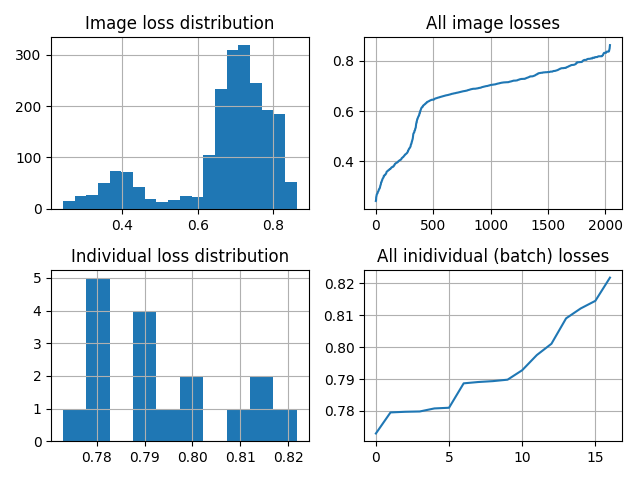 Image loss distribution
300
200
100
0
0.4 0.6 0.8
All image losses
0.8
0.6
0.4
0 500 1000 1500 2000
Individual loss distribution
5
4
3
2
1
0
0.78 0.79 0.80 0.81 0.82
All inidividual (batch) losses
0.82
0.81
0.80
0.79
0.78
0 5 10 15